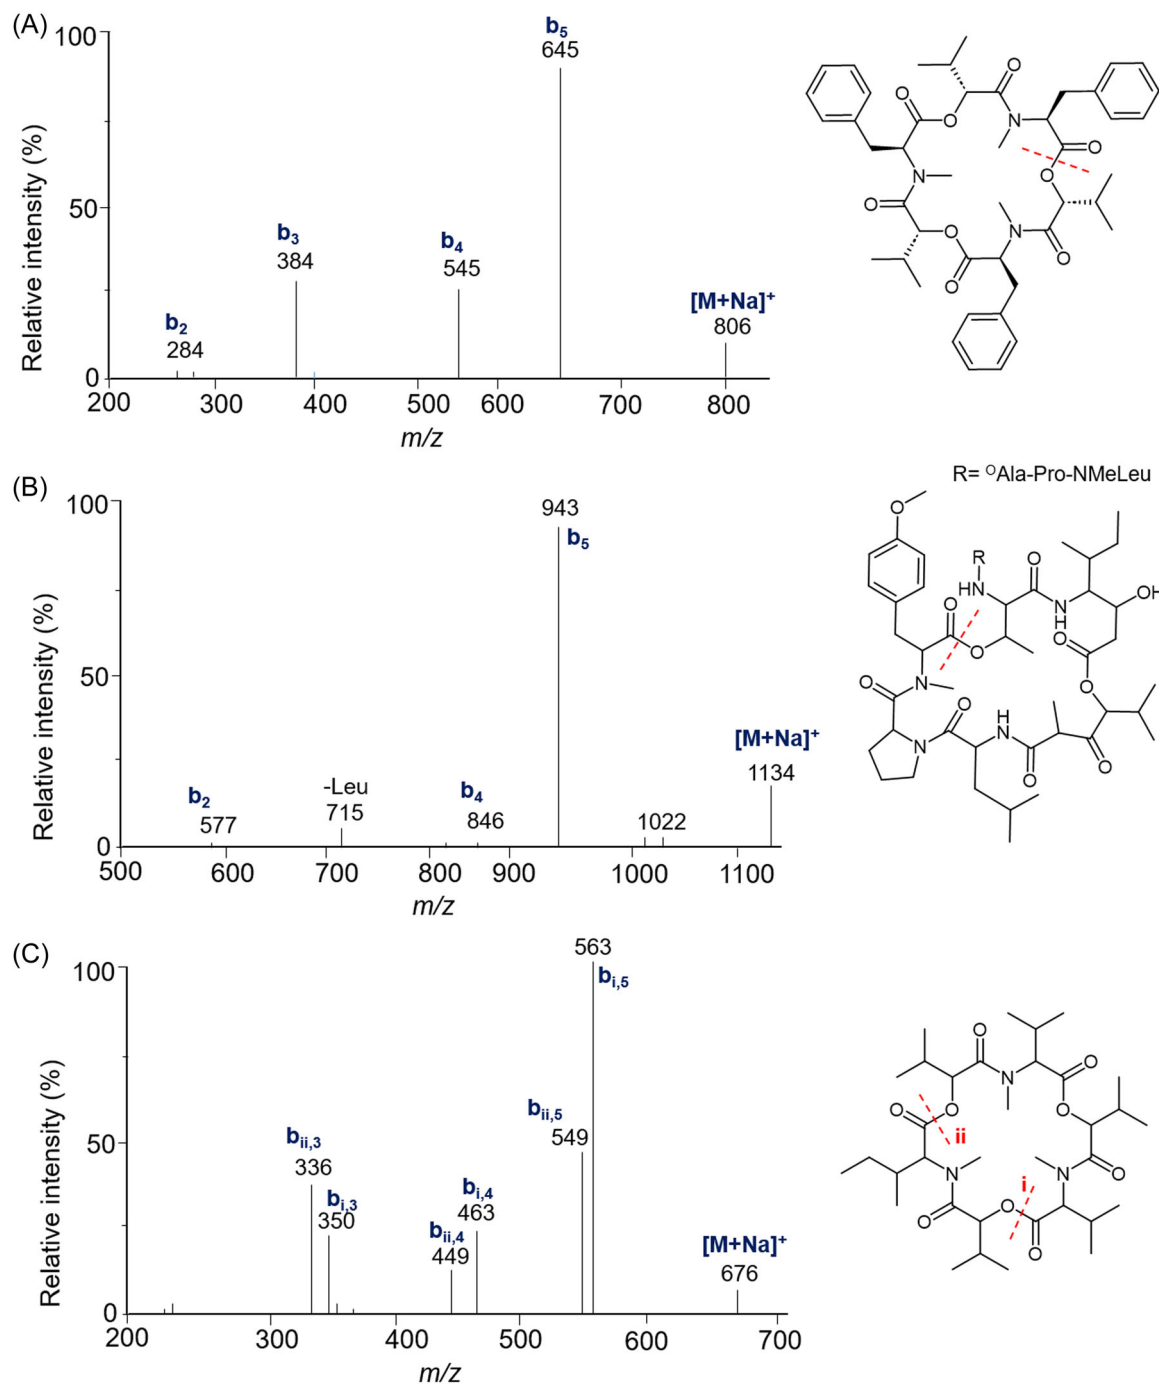 (A)
Relative intensity (%)
100
50
0
b₂
284
b₃
384
b₄
545
b₅
645
[M+Na]⁺
806
200 300 400 500 600 700 800
m/z
O
O
O
N
O
O
N
O
O
O
N
O
(B)
R= ᴼAla-Pro-NMeLeu
Relative intensity (%)
100
50
0
b₂
577
-Leu
715
b₄
846
943
b₅
1022
[M+Na]⁺
1134
500 600 700 800 900 1000 1100
m/z
O
R
HN
O
O
N
H
OH
O
O
O
N
O
O
N
O
H
N
O
O
(C)
Relative intensity (%)
100
50
0
bᵢᵢ,₃
336
bᵢ,₃
350
bᵢᵢ,₄
449
bᵢ,₄
463
bᵢᵢ,₅
549
563
bᵢ,₅
[M+Na]⁺
676
200 300 400 500 600 700
m/z
O
N
O
O
O
O
ii
N
i
N
O
O
O
O
O